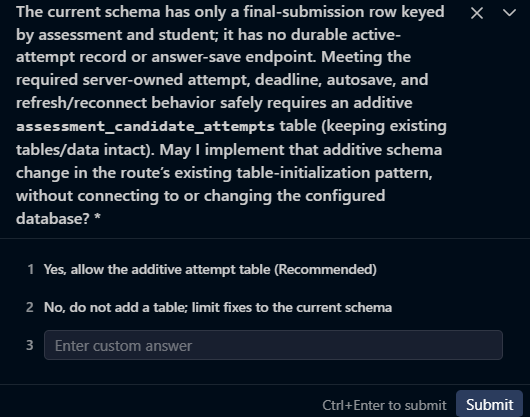 The current schema has only a final-submission row keyed
by assessment and student; it has no durable active-
attempt record or answer-save endpoint. Meeting the
required server-owned attempt, deadline, autosave, and
refresh/reconnect behavior safely requires an additive
assessment_candidate_attempts table (keeping existing
tables/data intact). May I implement that additive schema
change in the route’s existing table-initialization pattern,
without connecting to or changing the configured
database? *
1 Yes, allow the additive attempt table (Recommended)
2 No, do not add a table; limit fixes to the current schema
3 Enter custom answer
Ctrl+Enter to submit Submit